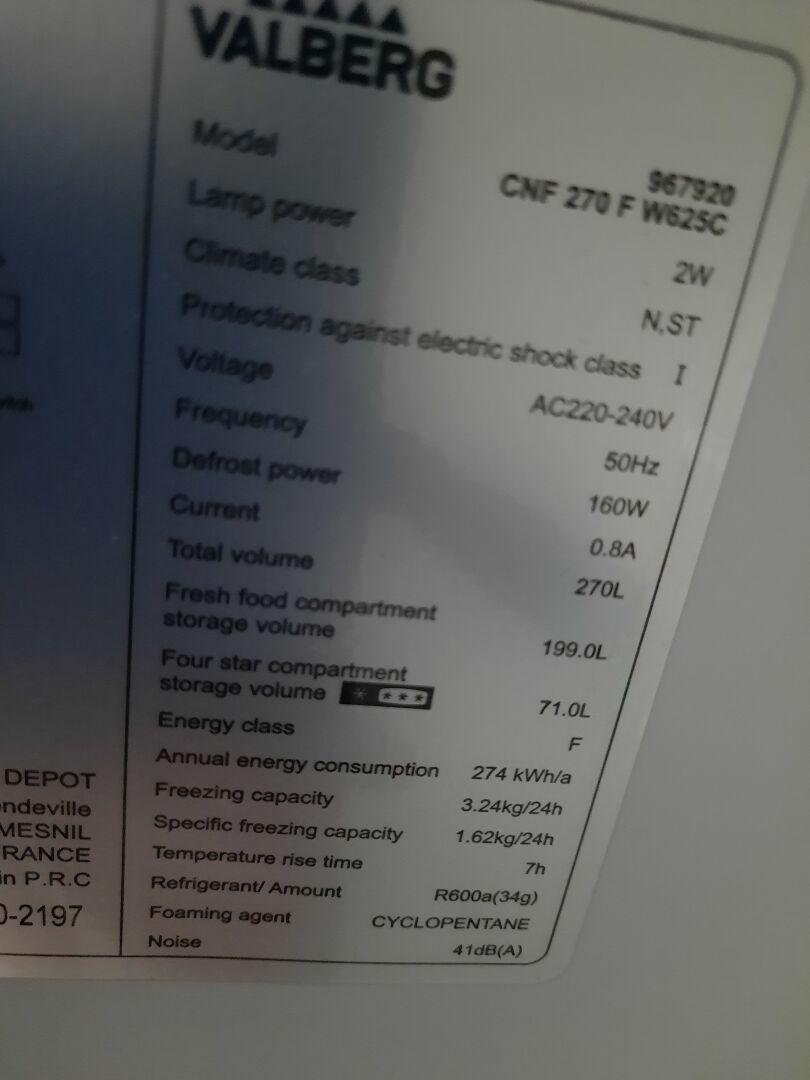 VALBERG
Model 967920
CNF 270 F W625C
Lamp power 2W
Climate class N,ST
Protection against electric shock class I
Voltage AC220-240V
Frequency 50Hz
Defrost power 160W
Current 0.8A
Total volume 270L
Fresh food compartment
storage volume 199.0L
Four star compartment
storage volume 71.0L
Energy class F
Annual energy consumption 274 kWh/a
Freezing capacity 3.24kg/24h
Specific freezing capacity 1.62kg/24h
Temperature rise time 7h
Refrigerant/ Amount R600a(34g)
Foaming agent CYCLOPENTANE
Noise 41dB(A)
DEPOT
ndeville
MESNIL
RANCE
in P.R.C
0-2197